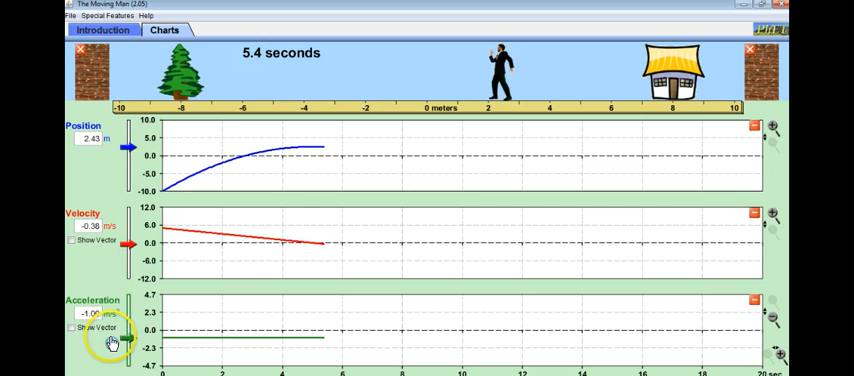 The Moving Man (2.05)
File Special Features Help
Introduction Charts PhET
5.4 seconds
-10 -8 -6 -4 -2 0 meters 2 4 6 8 10
Position
2.43 m
10.0
5.0
0.0
-5.0
-10.0
Velocity
-0.38 m/s
Show Vector
12.0
6.0
0.0
-6.0
-12.0
Acceleration
-1.00 m/s²
Show Vector
4.7
2.3
0.0
-2.3
-4.7
0 2 4 6 8 10 12 14 16 18 20 sec